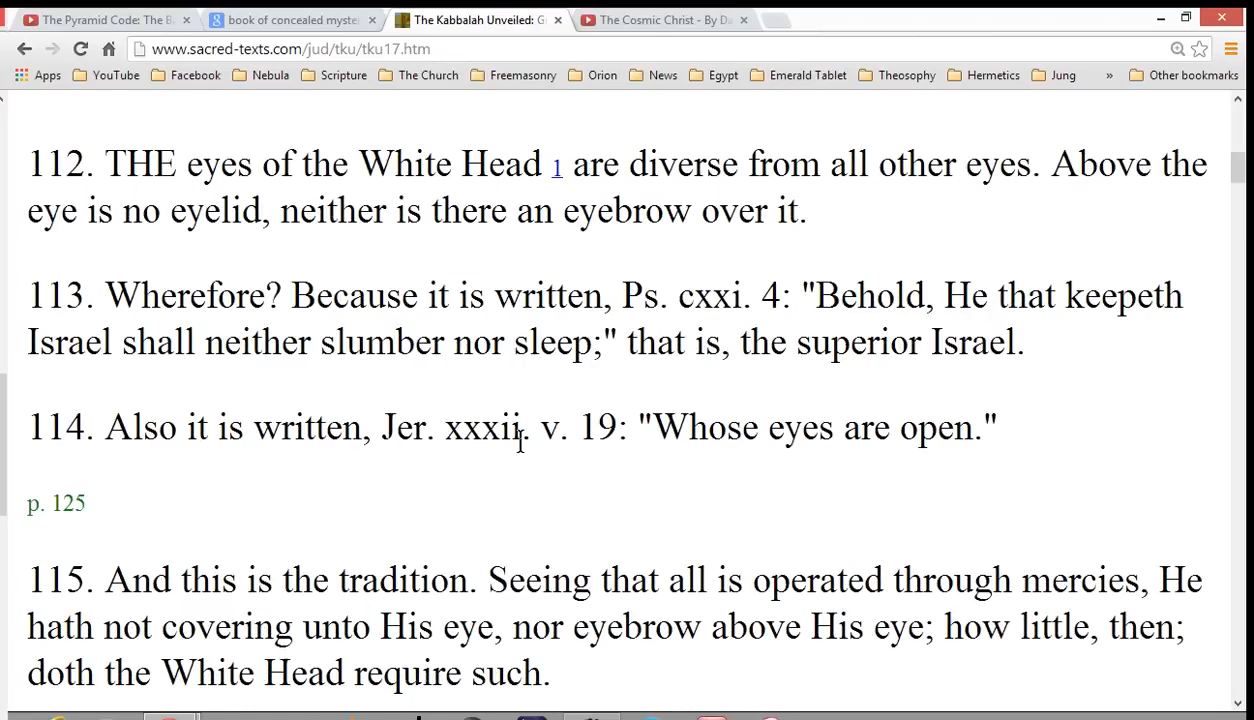 The Pyramid Code: The B
book of concealed myste
The Kabbalah Unveiled: G
The Cosmic Christ - By Da
www.sacred-texts.com/jud/tku/tku17.htm
Apps YouTube Facebook Nebula Scripture The Church Freemasonry Orion News Egypt Emerald Tablet Theosophy Hermetics Jung » Other bookmarks
112. THE eyes of the White Head 1 are diverse from all other eyes. Above the
eye is no eyelid, neither is there an eyebrow over it.
113. Wherefore? Because it is written, Ps. cxxi. 4: "Behold, He that keepeth
Israel shall neither slumber nor sleep;" that is, the superior Israel.
114. Also it is written, Jer. xxxii. v. 19: "Whose eyes are open."
p. 125
115. And this is the tradition. Seeing that all is operated through mercies, He
hath not covering unto His eye, nor eyebrow above His eye; how little, then;
doth the White Head require such.